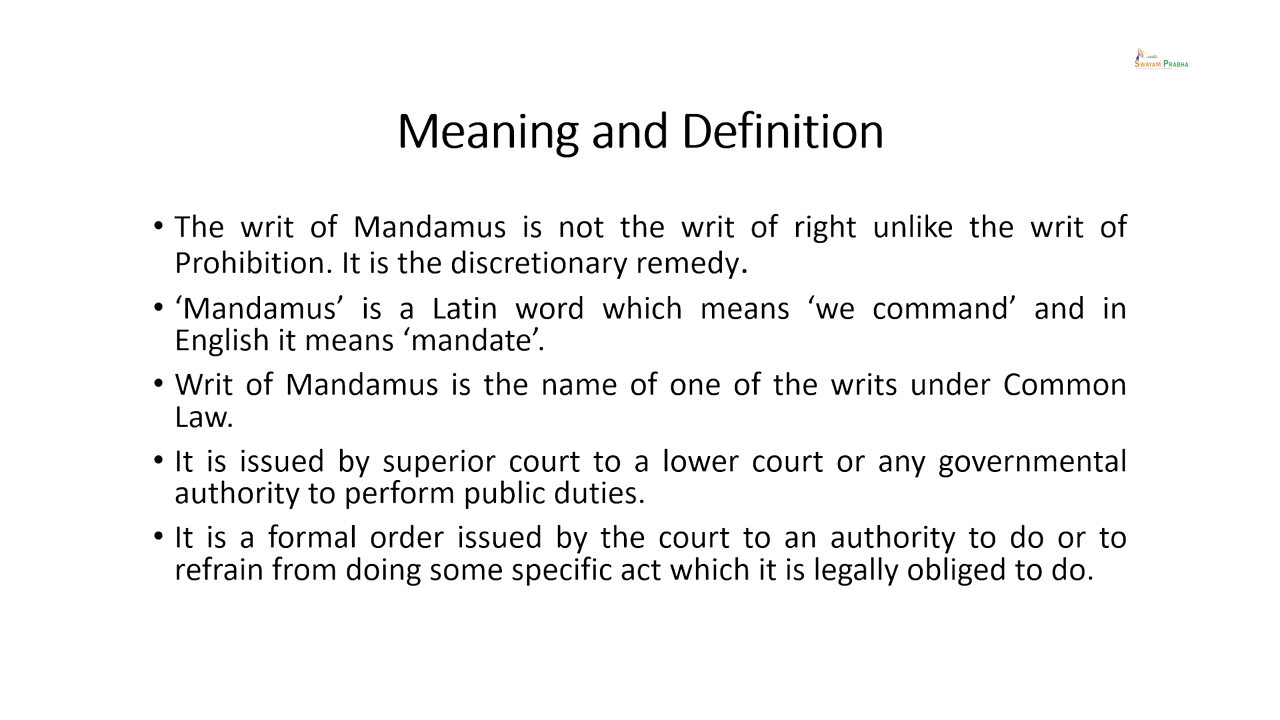 SWAYAM PRABHA
Meaning and Definition
• The writ of Mandamus is not the writ of right unlike the writ of
Prohibition. It is the discretionary remedy.
• ‘Mandamus’ is a Latin word which means ‘we command’ and in
English it means ‘mandate’.
• Writ of Mandamus is the name of one of the writs under Common
Law.
• It is issued by superior court to a lower court or any governmental
authority to perform public duties.
• It is a formal order issued by the court to an authority to do or to
refrain from doing some specific act which it is legally obliged to do.